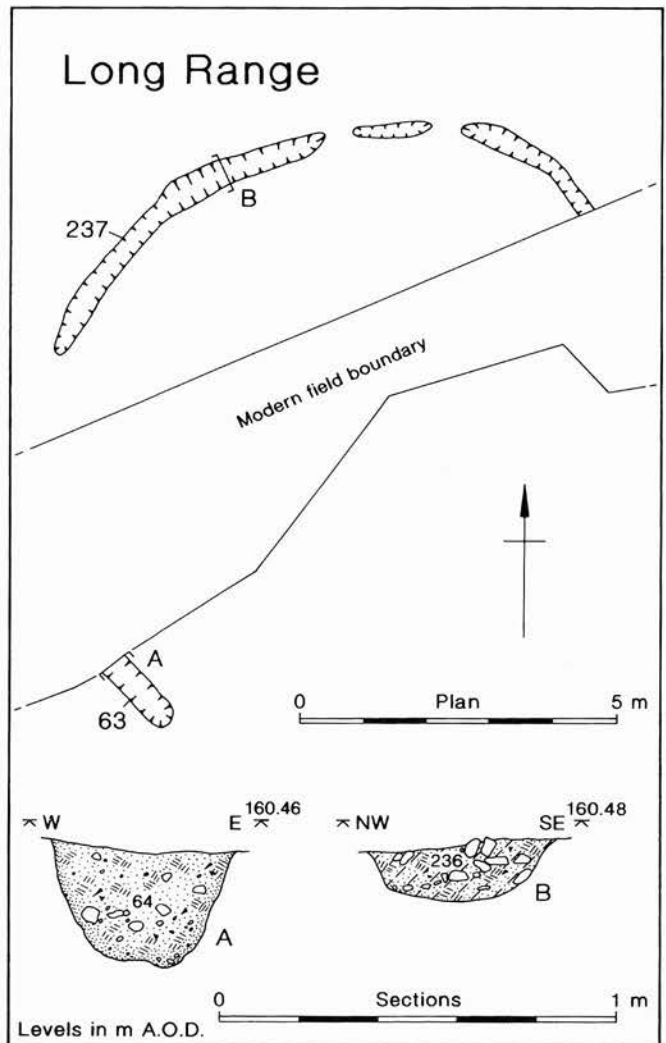 Long Range
B
237
Modern field boundary
A
63
0 Plan 5 m
W E 160.46 NW SE 160.48
64 A 236 B
0 Sections 1 m
Levels in m A.O.D.